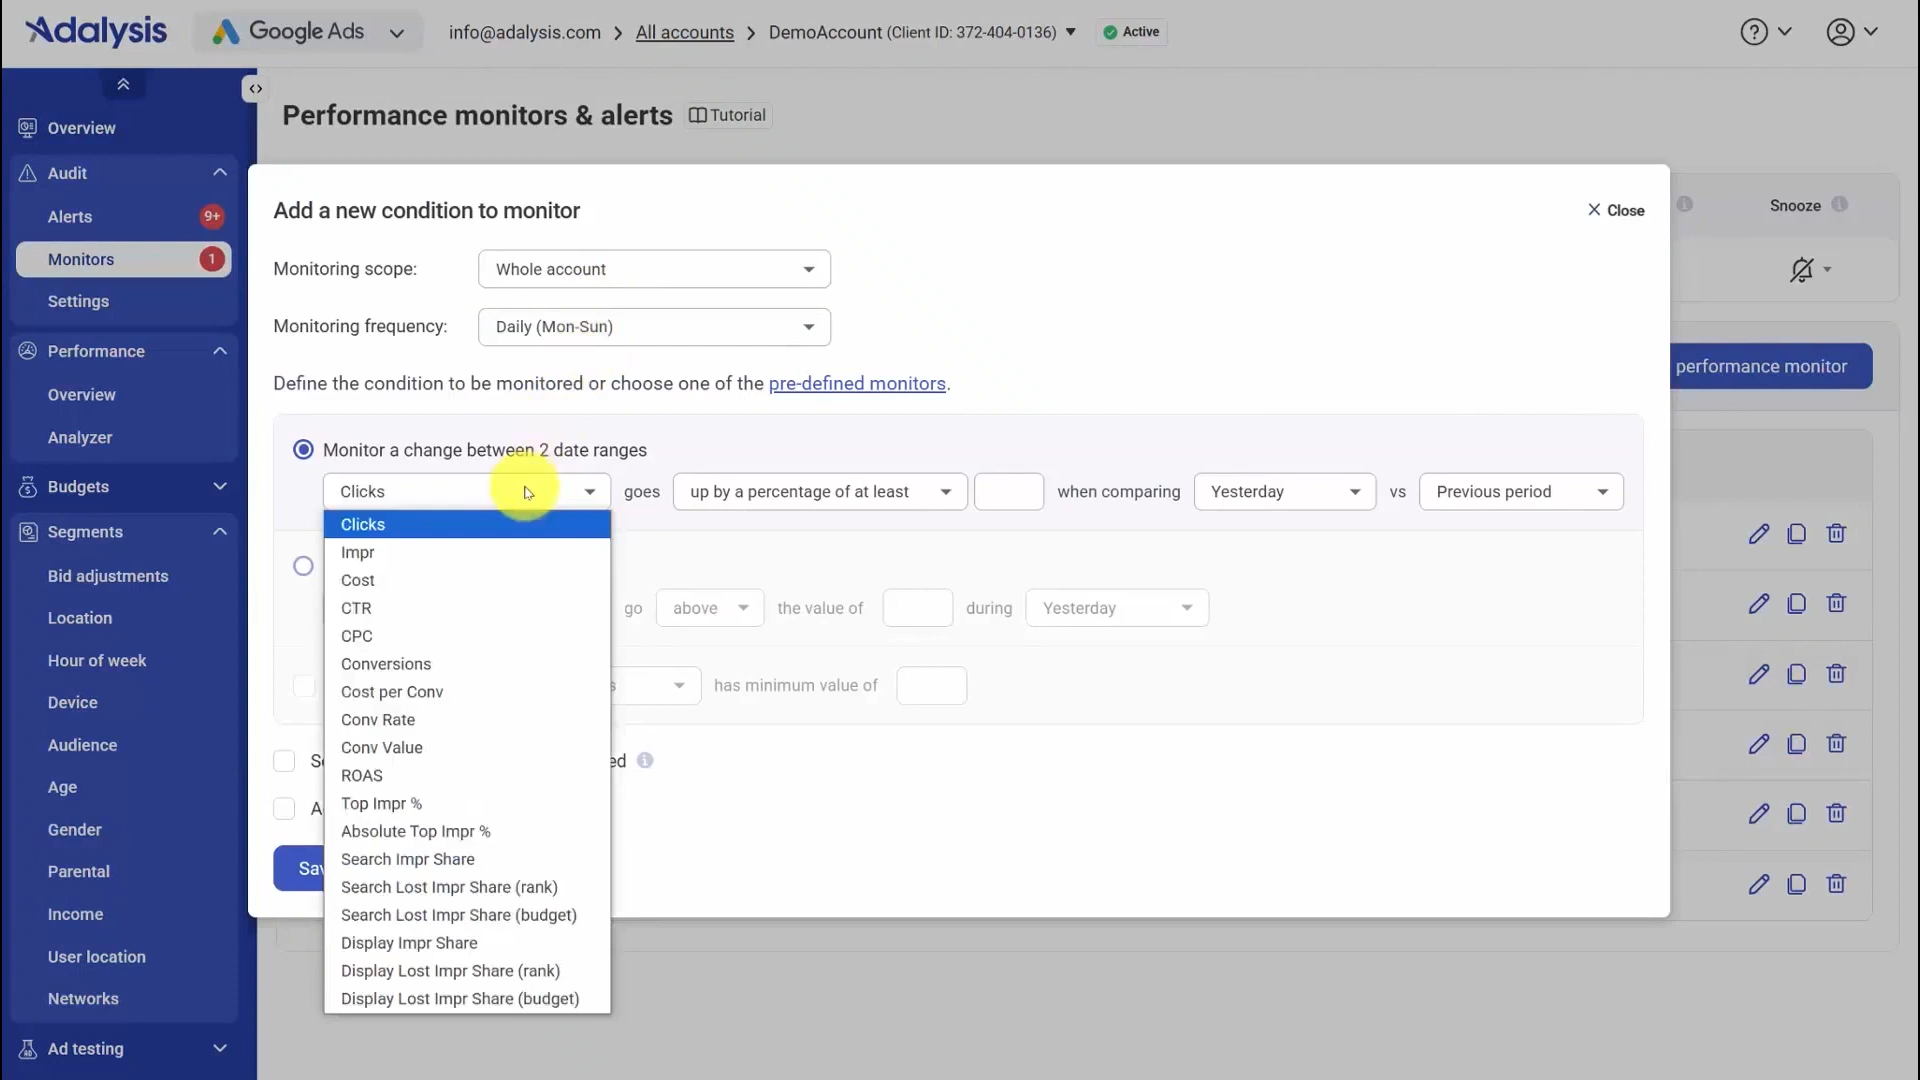 Adalysis
Google Ads
info@adalysis.com > All accounts > DemoAccount (Client ID: 372-404-0136)
Active
Overview
Audit
Alerts 9+
Monitors 1
Settings
Performance
Overview
Analyzer
Budgets
Segments
Bid adjustments
Location
Hour of week
Device
Audience
Age
Gender
Parental
Income
User location
Networks
Ad testing
Performance monitors & alerts
Tutorial
Snooze
performance monitor
Add a new condition to monitor
Close
Monitoring scope: Whole account
Monitoring frequency: Daily (Mon-Sun)
Define the condition to be monitored or choose one of the pre-defined monitors.
Monitor a change between 2 date ranges
Clicks goes up by a percentage of at least when comparing Yesterday vs Previous period
Clicks
Impr
Cost
CTR
CPC
Conversions
Cost per Conv
Conv Rate
Conv Value
ROAS
Top Impr %
Absolute Top Impr %
Search Impr Share
Search Lost Impr Share (rank)
Search Lost Impr Share (budget)
Display Impr Share
Display Lost Impr Share (rank)
Display Lost Impr Share (budget)
go above the value of during Yesterday
has minimum value of